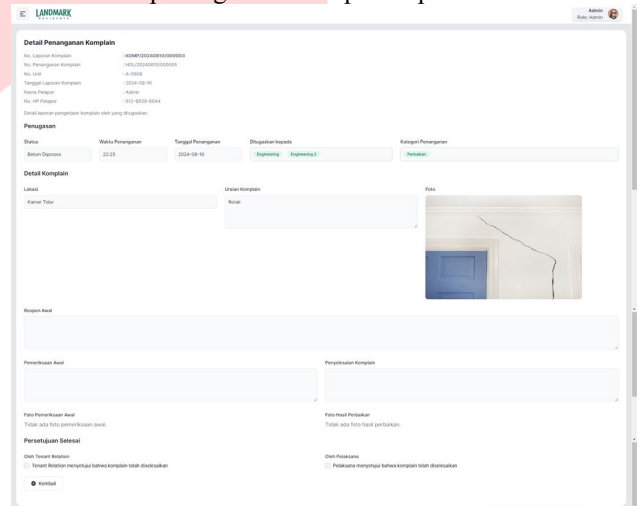 LANDMARK
RESIDENCE
Admin
Role: Admin
Detail Penanganan Komplain
No. Laporan Komplain : KOMP/20240810/000003
No. Penanganan Komplain : HDL/20240810/000005
No. Unit : A-0908
Tanggal Laporan Komplain : 2024-08-10
Nama Pelapor : Admin
No. HP Pelapor : 812-8939-6644
Detail laporan pengerjaan komplain oleh yang ditugaskan.
Penugasan
Status Waktu Penanganan Tanggal Penanganan Ditugaskan kepada Kategori Penanganan
Belum Diproses 22:25 2024-08-10 Engineering Engineering 2 Perbaikan
Detail Komplain
Lokasi Uraian Komplain Foto
Kamar Tidur Retak
Respon Awal
Pemeriksaan Awal Penyelesaian Komplain
Foto Pemeriksaan Awal Foto Hasil Perbaikan
Tidak ada foto pemeriksaan awal. Tidak ada foto hasil perbaikan.
Persetujuan Selesai
Oleh Tenant Relation Oleh Pelaksana
Tenant Relation menyetujui bahwa komplain telah diselesaikan Pelaksana menyetujui bahwa komplain telah diselesaikan
Kembali